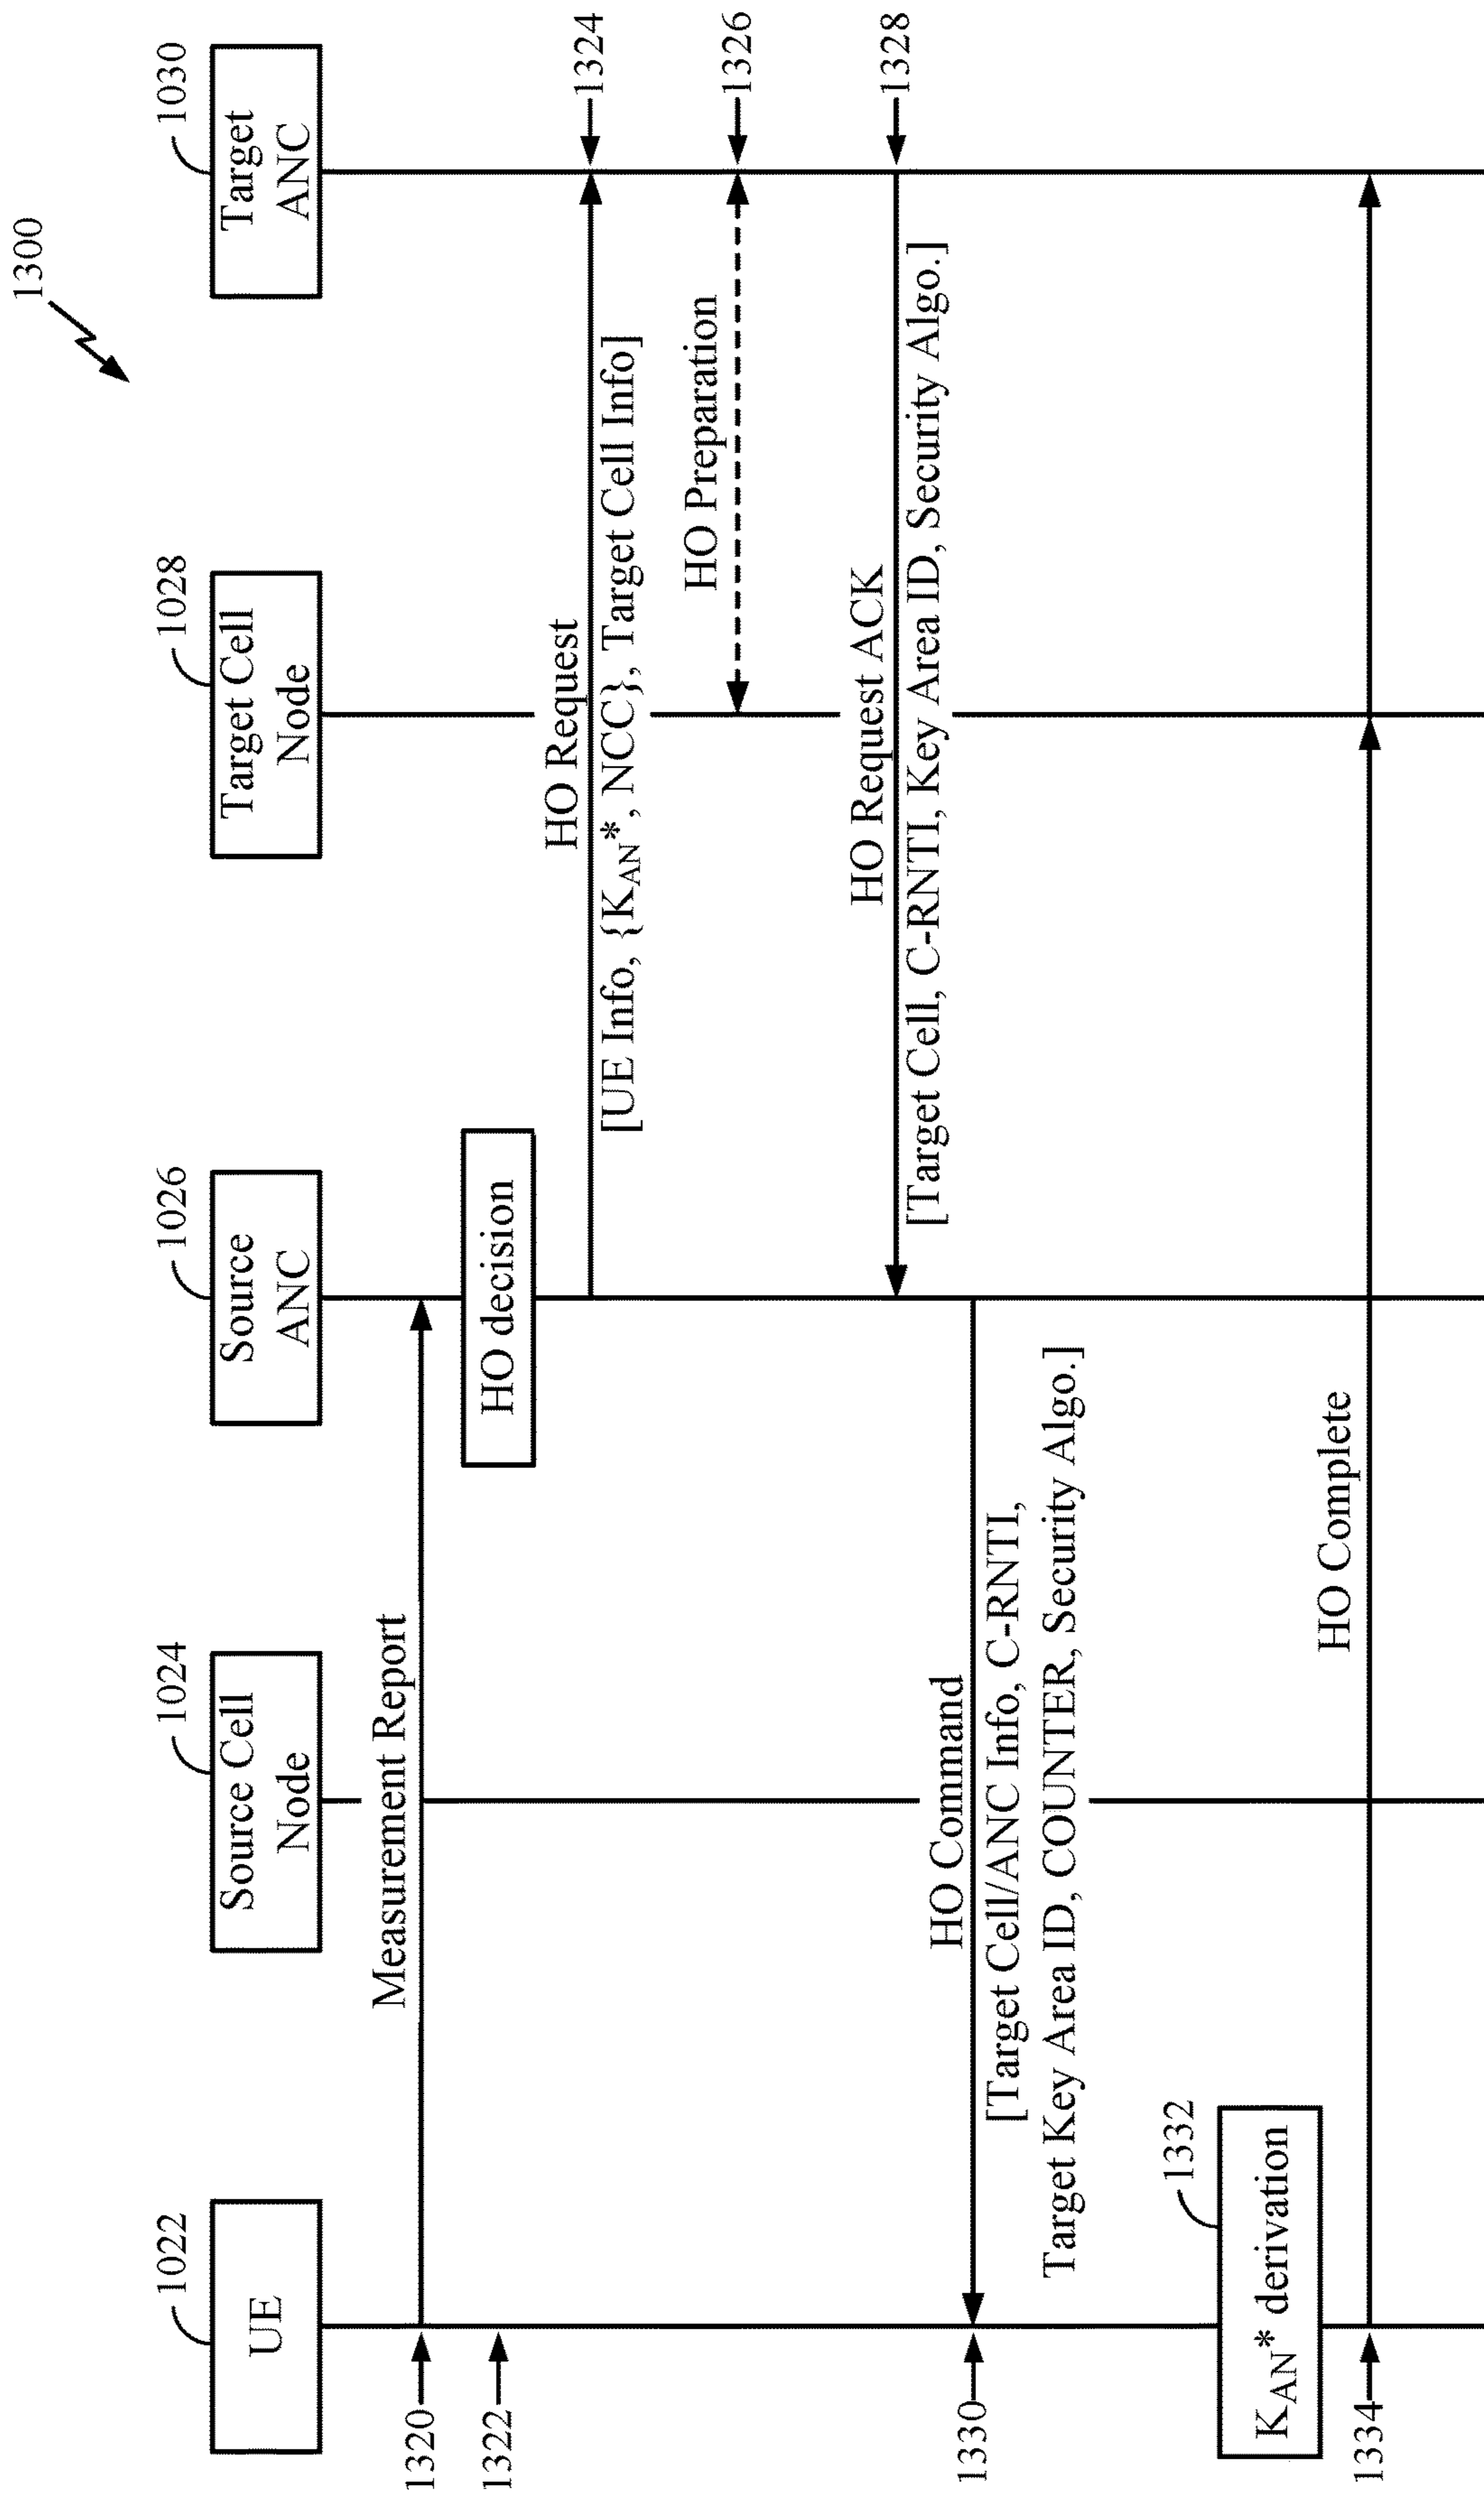 1300
1022
1024
1026
1028
1030
UE
Source Cell
Node
Source
ANC
Target Cell
Node
Target
ANC
1320
Measurement Report
1322
HO decision
HO Request
1324
[UE Info, {K_AN*, NCC}, Target Cell Info]
HO Preparation
1326
HO Request ACK
1328
[Target Cell, C-RNTI, Key Area ID, Security Algo.]
1330
HO Command
[Target Cell/ANC Info, C-RNTI,
Target Key Area ID, COUNTER, Security Algo.]
1332
K_AN* derivation
1334
HO Complete